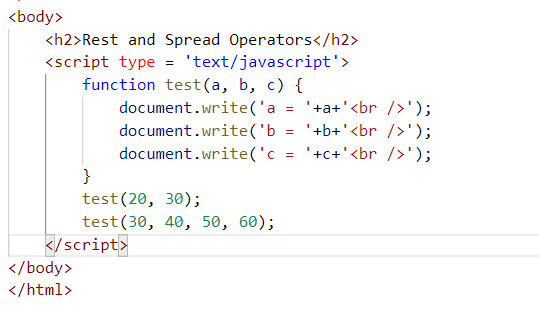 <body>
<h2>Rest and Spread Operators</h2>
<script type = 'text/javascript'>
function test(a, b, c) {
document.write('a = '+a+'<br />');
document.write('b = '+b+'<br />');
document.write('c = '+c+'<br />');
}
test(20, 30);
test(30, 40, 50, 60);
</script>
</body>
</html>